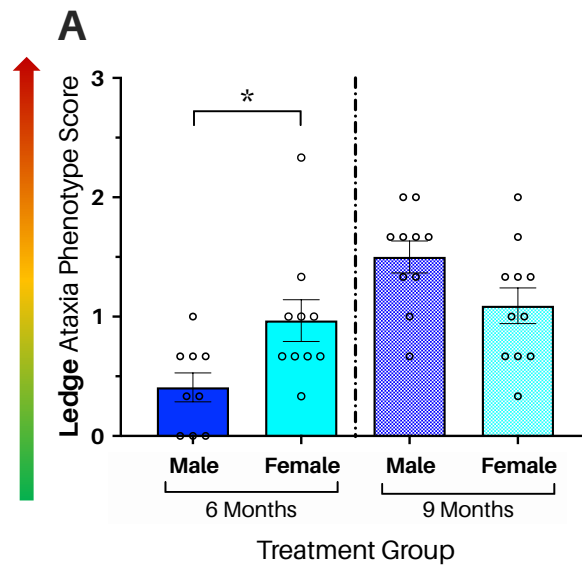 A
Ledge Ataxia Phenotype Score
3
2
1
0
*
Male Female Male Female
6 Months 9 Months
Treatment Group